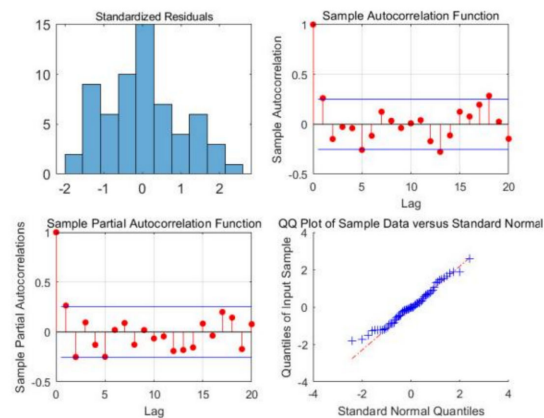 Standardized Residuals
15
10
5
0
-2 -1 0 1 2
Sample Autocorrelation Function
Sample Autocorrelation
1
0.5
0
-0.5
0 5 10 15 20
Lag
Sample Partial Autocorrelation Function
Sample Partial Autocorrelations
1
0.5
0
-0.5
0 5 10 15 20
Lag
QQ Plot of Sample Data versus Standard Normal
Quantiles of Input Sample
4
2
0
-2
-4
-4 -2 0 2 4
Standard Normal Quantiles